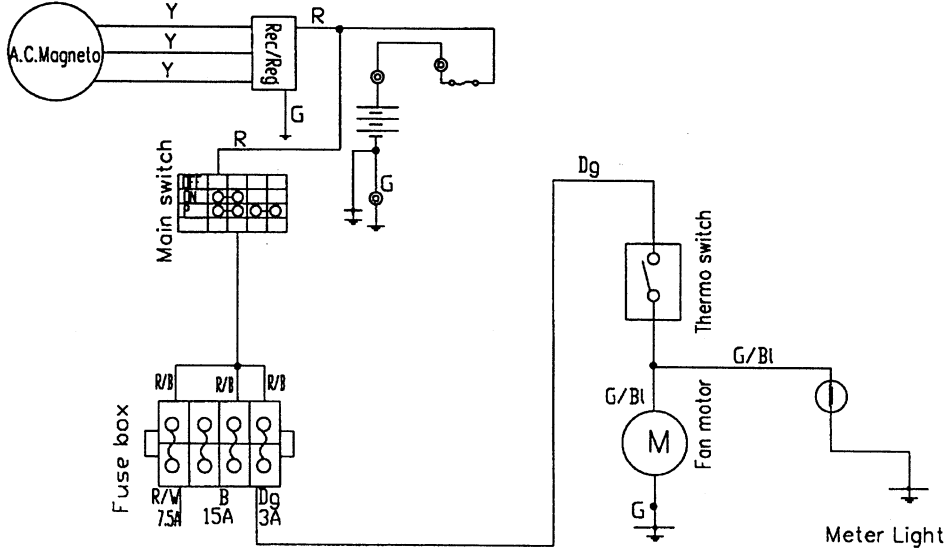 Y
R
Y
A.C.Magneto
Rec/Reg
Y
G
R
Main switch
OFF
ON
P
G
Dg
Thermo switch
G/Bl
R/B
R/B
R/B
G/Bl
Fan motor
M
Fuse box
R/W
B
Dg
7.5A
15A
3A
G
Meter Light